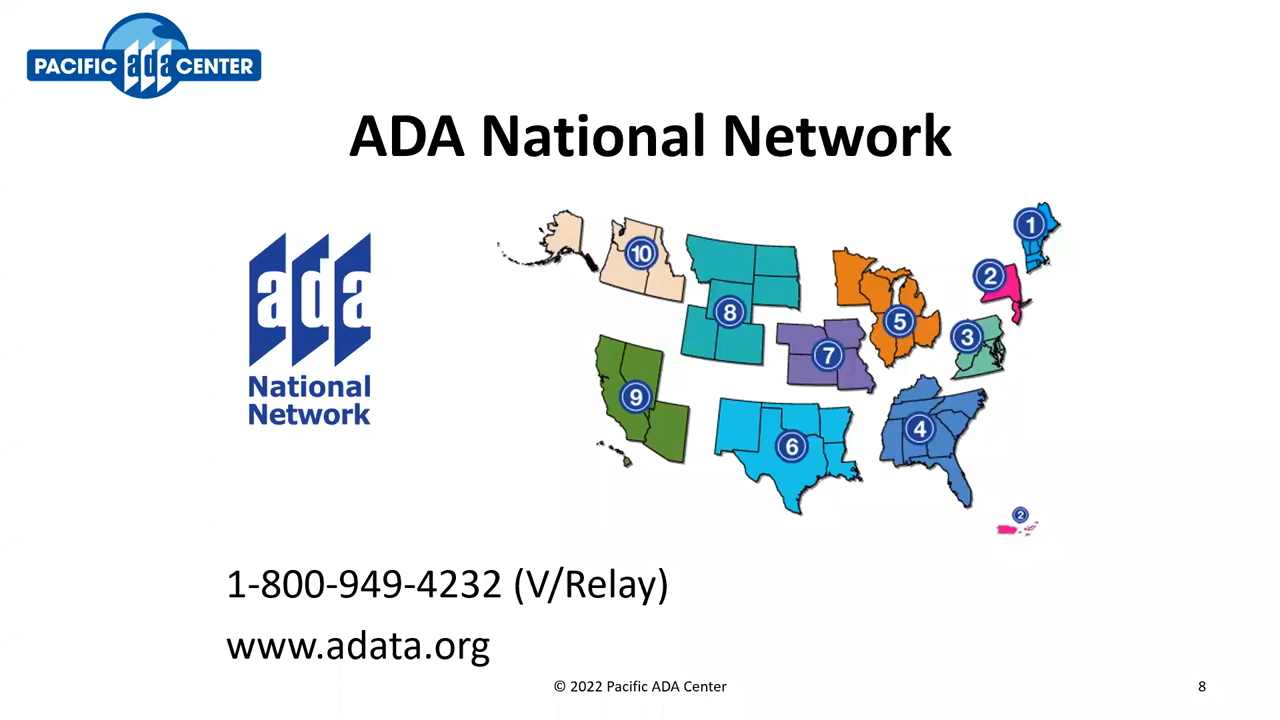 PACIFIC ada CENTER
ADA National Network
ada
National
Network
1
2
3
4
5
6
7
8
9
10
2
1-800-949-4232 (V/Relay)
www.adata.org
© 2022 Pacific ADA Center
8